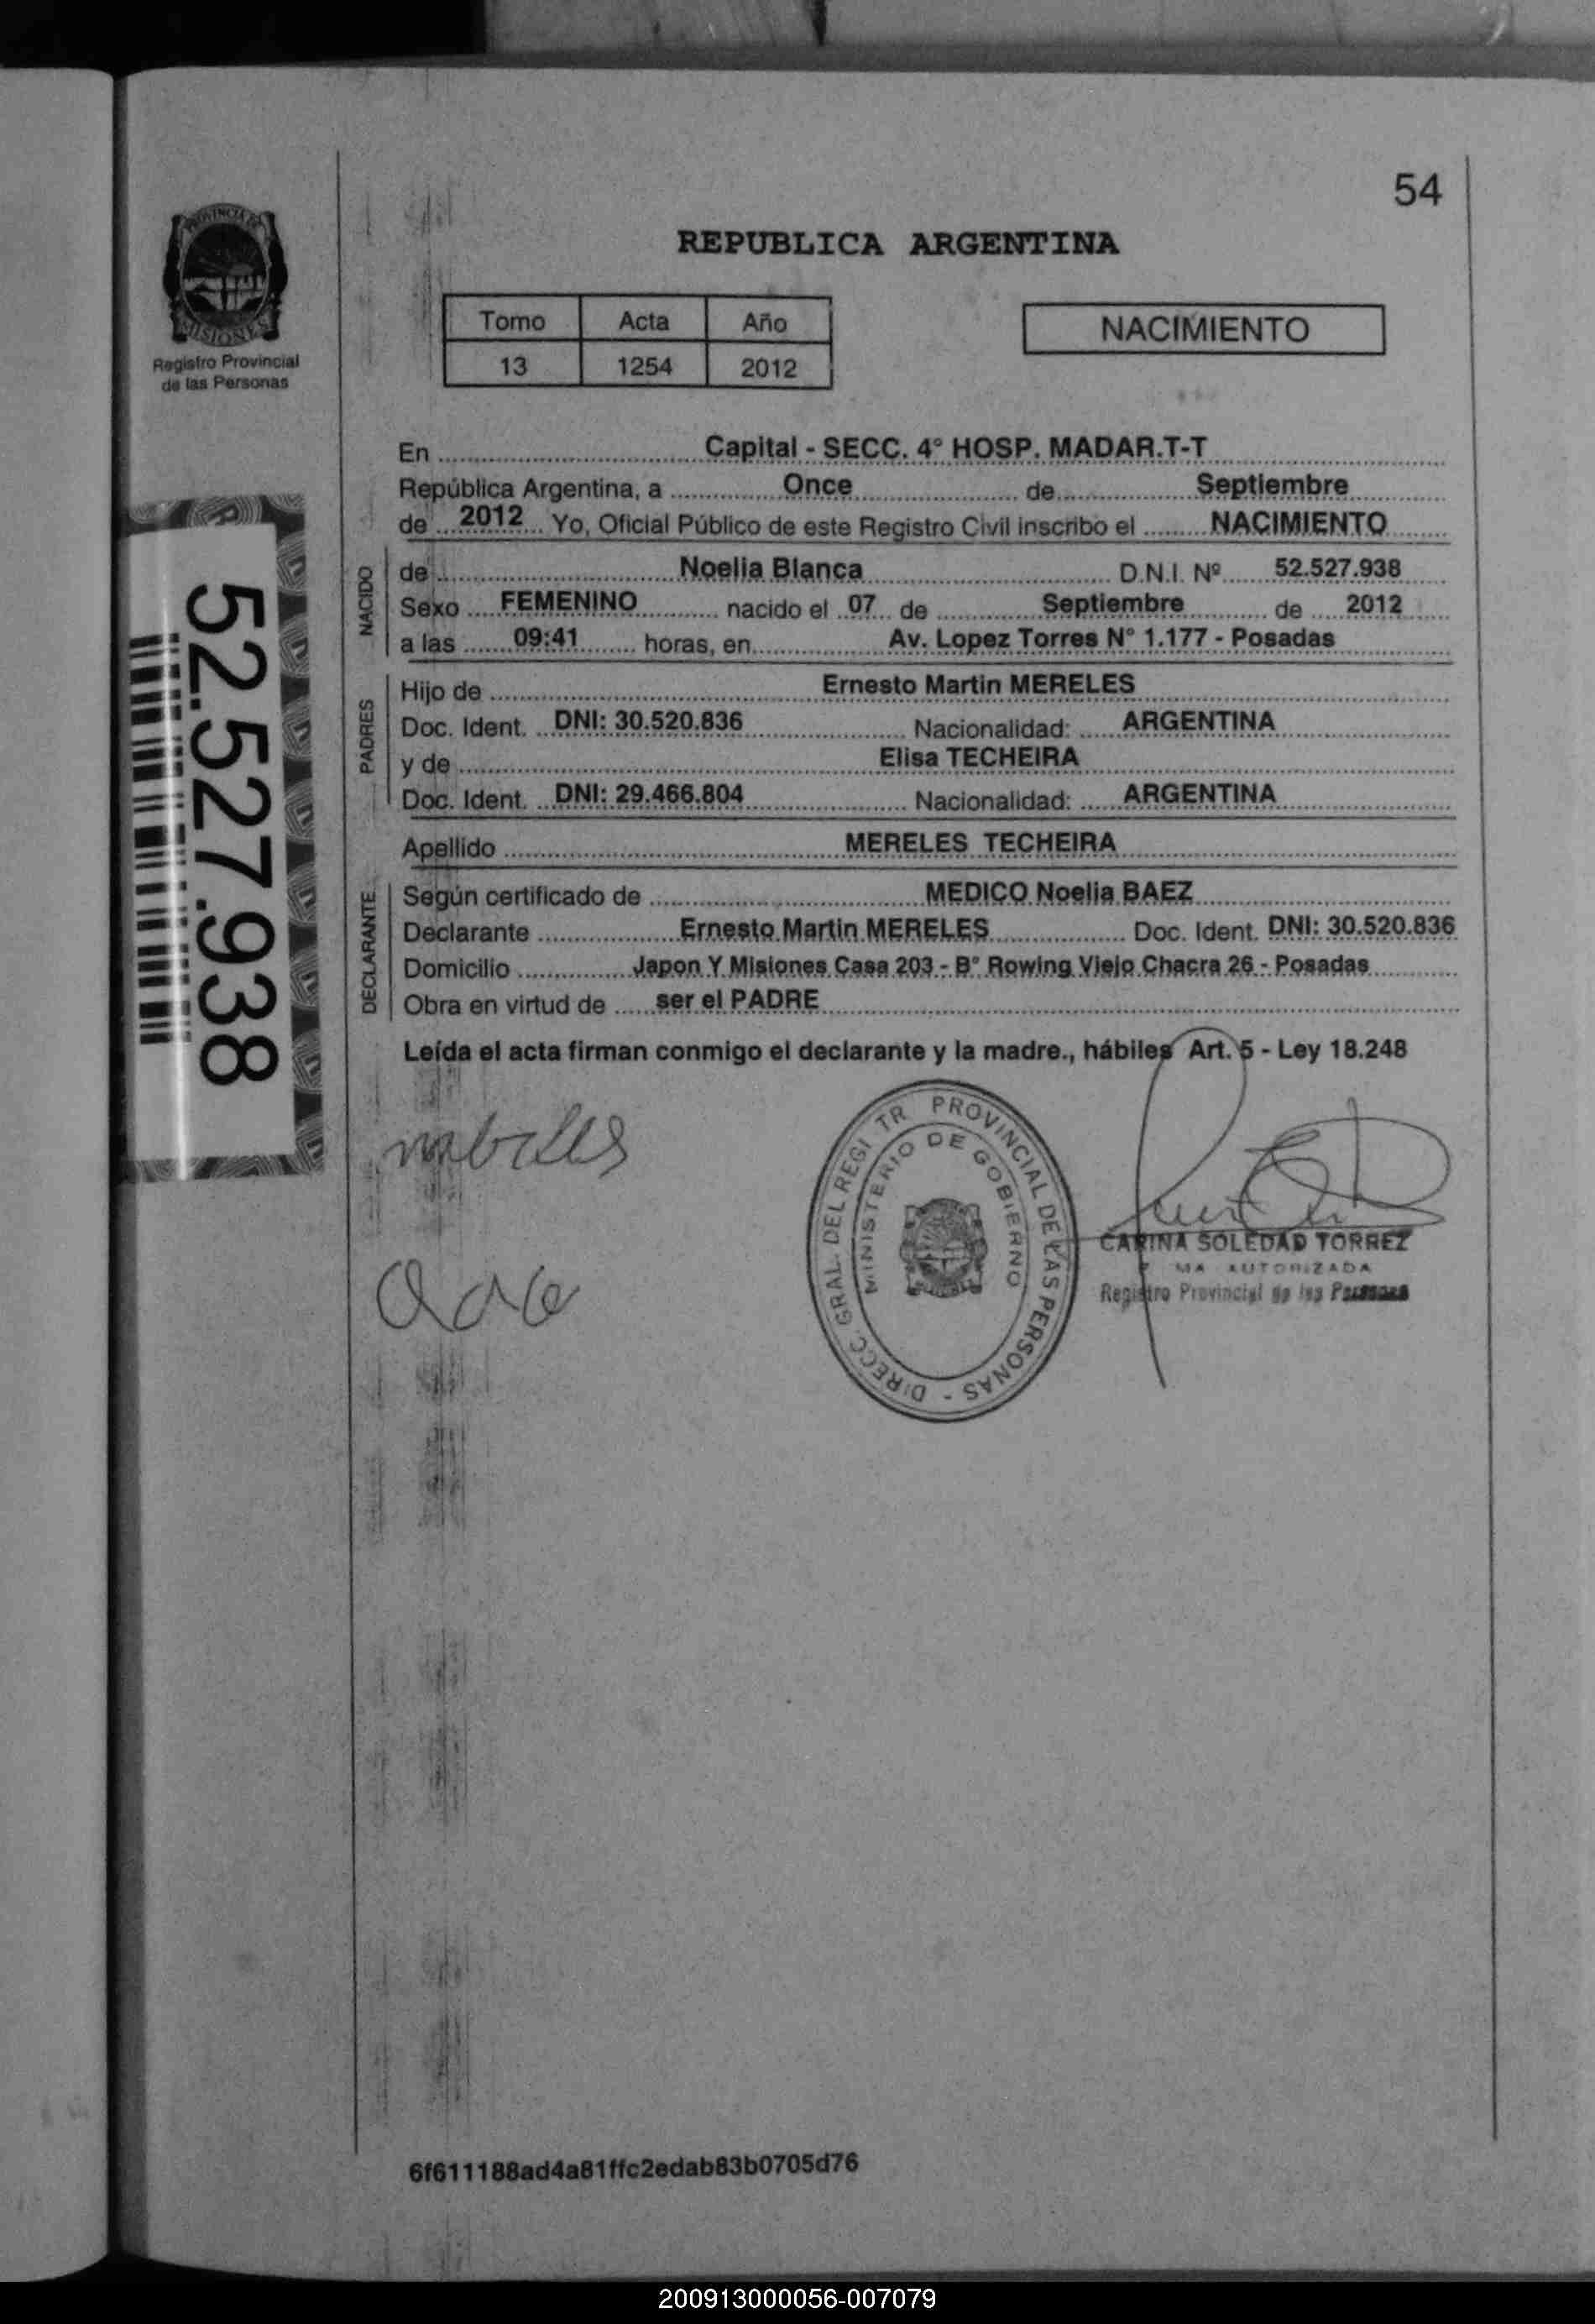 54
PROVINCIA DE
MISIONES
Registro Provincial
de las Personas
REPUBLICA ARGENTINA
Tomo Acta Año
13 1254 2012
NACIMIENTO
En Capital - SECC. 4° HOSP. MADAR.T-T
República Argentina, a Once de Septiembre
de 2012 Yo, Oficial Público de este Registro Civil inscribo el NACIMIENTO
NACIDO
de Noelia Blanca D.N.I. Nº 52.527.938
Sexo FEMENINO nacido el 07 de Septiembre de 2012
a las 09:41 horas, en Av. Lopez Torres N° 1.177 - Posadas
PADRES
Hijo de Ernesto Martin MERELES
Doc. Ident. DNI: 30.520.836 Nacionalidad: ARGENTINA
y de Elisa TECHEIRA
Doc. Ident. DNI: 29.466.804 Nacionalidad: ARGENTINA
Apellido MERELES TECHEIRA
DECLARANTE
Según certificado de MEDICO Noelia BAEZ
Declarante Ernesto Martin MERELES Doc. Ident. DNI: 30.520.836
Domicilio Japon Y Misiones Casa 203 - B° Rowing Viejo Chacra 26 - Posadas
Obra en virtud de ser el PADRE
Leída el acta firman conmigo el declarante y la madre., hábiles Art. 5 - Ley 18.248
52.527.938
DIRECC. GRAL. DEL REGI TR PROVINCIAL DE LAS PERSONAS -
MINISTERIO DE GOBIERNO
CARINA SOLEDAD TORREZ
AUTORIZADA
Registro Provincial de las Personas
6f611188ad4a81ffc2edab83b0705d76
200913000056-007079